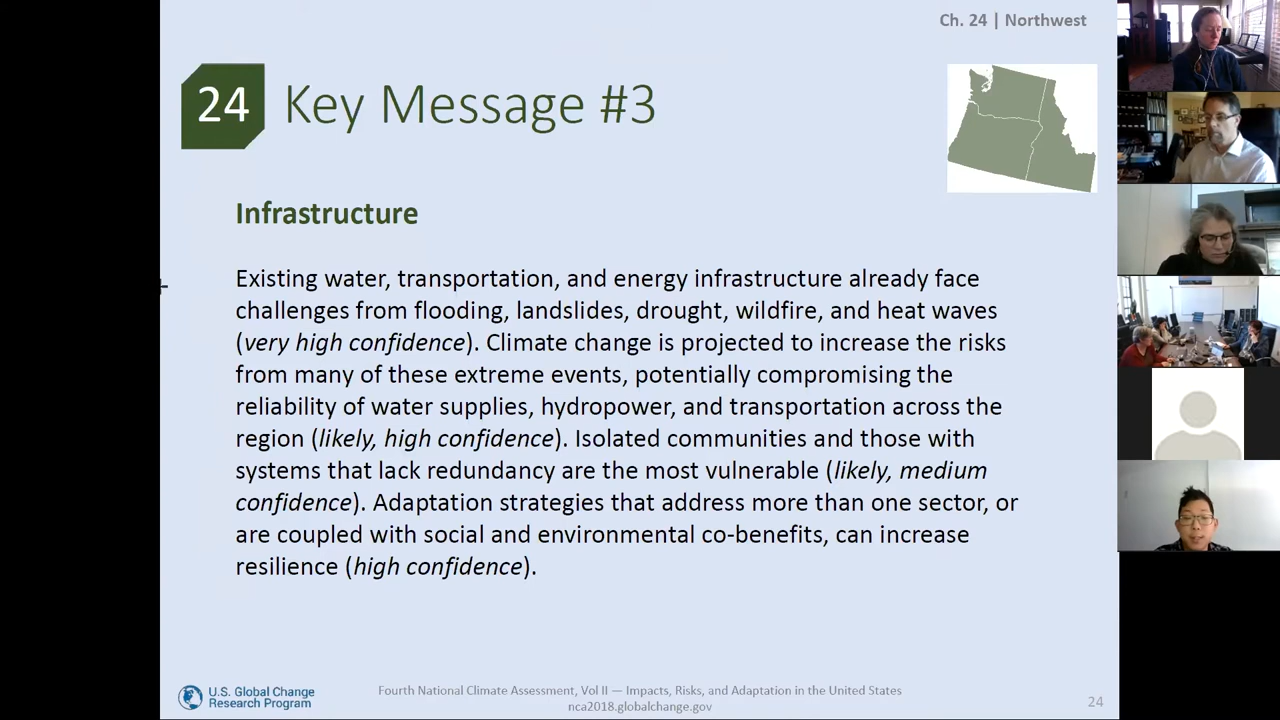 Ch. 24 | Northwest
24 Key Message #3
Infrastructure
Existing water, transportation, and energy infrastructure already face
challenges from flooding, landslides, drought, wildfire, and heat waves
(very high confidence). Climate change is projected to increase the risks
from many of these extreme events, potentially compromising the
reliability of water supplies, hydropower, and transportation across the
region (likely, high confidence). Isolated communities and those with
systems that lack redundancy are the most vulnerable (likely, medium
confidence). Adaptation strategies that address more than one sector, or
are coupled with social and environmental co-benefits, can increase
resilience (high confidence).
U.S. Global Change
Research Program
Fourth National Climate Assessment, Vol II — Impacts, Risks, and Adaptation in the United States
nca2018.globalchange.gov
24